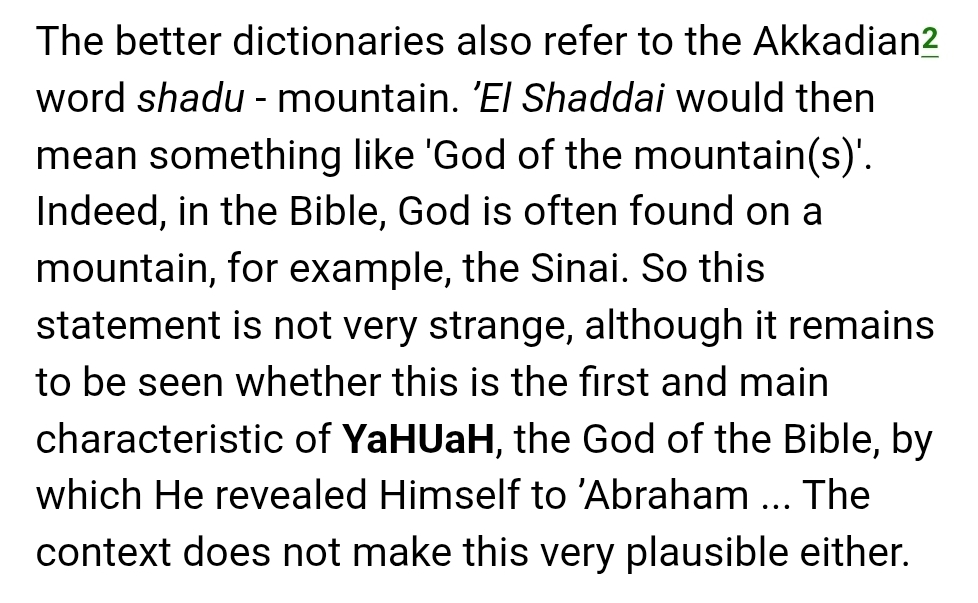 The better dictionaries also refer to the Akkadian2
word shadu - mountain. ’El Shaddai would then
mean something like 'God of the mountain(s)'.
Indeed, in the Bible, God is often found on a
mountain, for example, the Sinai. So this
statement is not very strange, although it remains
to be seen whether this is the first and main
characteristic of YaHUaH, the God of the Bible, by
which He revealed Himself to ’Abraham ... The
context does not make this very plausible either.